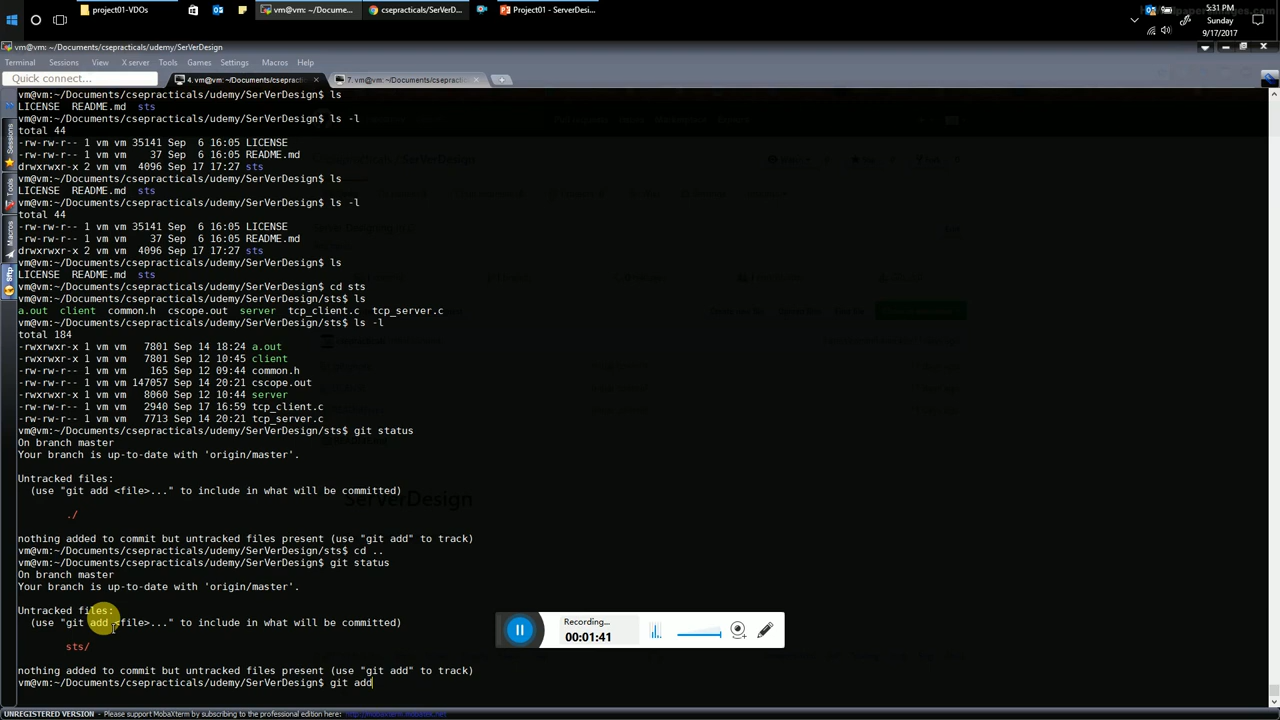 project01-VDOs
vm@vm: ~/Docume...
csepracticals/SerVerD...
Project01 - ServerDesi...
5:31 PM
Sunday
9/17/2017
vm@vm: ~/Documents/csepracticals/udemy/SerVerDesign
Terminal Sessions View X server Tools Games Settings Macros Help
Quick connect...
4. vm@vm: ~/Documents/csepracti
7. vm@vm: ~/Documents/csepracti
Sessions
Tools
Macros
Sftp
vm@vm:~/Documents/csepracticals/udemy/SerVerDesign$ ls
LICENSE README.md sts
vm@vm:~/Documents/csepracticals/udemy/SerVerDesign$ ls -l
total 44
-rw-rw-r-- 1 vm vm 35141 Sep 6 16:05 LICENSE
-rw-rw-r-- 1 vm vm 37 Sep 6 16:05 README.md
drwxrwxr-x 2 vm vm 4096 Sep 17 17:27 sts
vm@vm:~/Documents/csepracticals/udemy/SerVerDesign$ ls
LICENSE README.md sts
vm@vm:~/Documents/csepracticals/udemy/SerVerDesign$ ls -l
total 44
-rw-rw-r-- 1 vm vm 35141 Sep 6 16:05 LICENSE
-rw-rw-r-- 1 vm vm 37 Sep 6 16:05 README.md
drwxrwxr-x 2 vm vm 4096 Sep 17 17:27 sts
vm@vm:~/Documents/csepracticals/udemy/SerVerDesign$ ls
LICENSE README.md sts
vm@vm:~/Documents/csepracticals/udemy/SerVerDesign$ cd sts
vm@vm:~/Documents/csepracticals/udemy/SerVerDesign/sts$ ls
a.out client common.h cscope.out server tcp_client.c tcp_server.c
vm@vm:~/Documents/csepracticals/udemy/SerVerDesign/sts$ ls -l
total 184
-rwxrwxr-x 1 vm vm 7801 Sep 14 18:24 a.out
-rwxrwxr-x 1 vm vm 7801 Sep 12 10:45 client
-rw-rw-r-- 1 vm vm 165 Sep 12 09:44 common.h
-rw-rw-r-- 1 vm vm 147057 Sep 14 20:21 cscope.out
-rwxrwxr-x 1 vm vm 8060 Sep 12 10:44 server
-rw-rw-r-- 1 vm vm 2940 Sep 17 16:59 tcp_client.c
-rw-rw-r-- 1 vm vm 7713 Sep 14 20:21 tcp_server.c
vm@vm:~/Documents/csepracticals/udemy/SerVerDesign/sts$ git status
On branch master
Your branch is up-to-date with 'origin/master'.
Untracked files:
(use "git add <file>..." to include in what will be committed)
./
nothing added to commit but untracked files present (use "git add" to track)
vm@vm:~/Documents/csepracticals/udemy/SerVerDesign/sts$ cd ..
vm@vm:~/Documents/csepracticals/udemy/SerVerDesign$ git status
On branch master
Your branch is up-to-date with 'origin/master'.
Untracked files:
(use "git add <file>..." to include in what will be committed)
sts/
nothing added to commit but untracked files present (use "git add" to track)
vm@vm:~/Documents/csepracticals/udemy/SerVerDesign$ git add
SerVerDesign
Recording...
00:01:41
UNREGISTERED VERSION - Please support MobaXterm by subscribing to the professional edition here: http://mobaxterm.mobatek.net